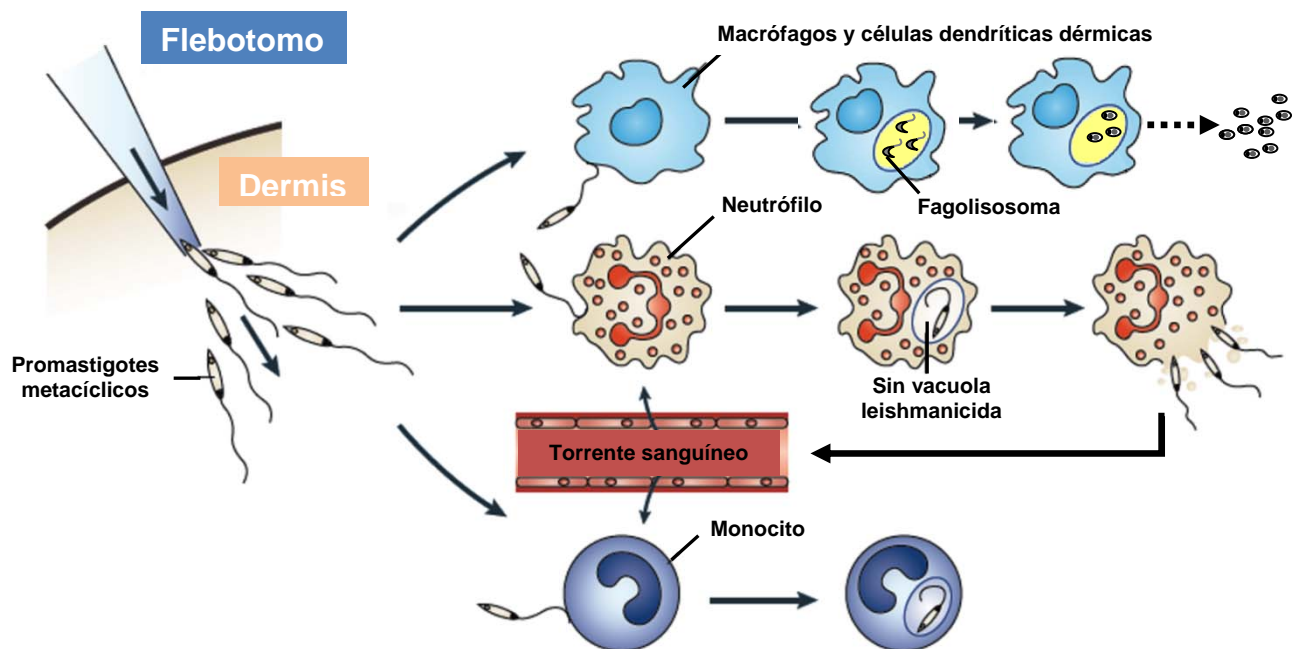 Flebotomo
Macrófagos y células dendríticas dérmicas
Dermis
Neutrófilo
Fagolisosoma
Promastigotes
metacíclicos
Sin vacuola
leishmanicida
Torrente sanguíneo
Monocito